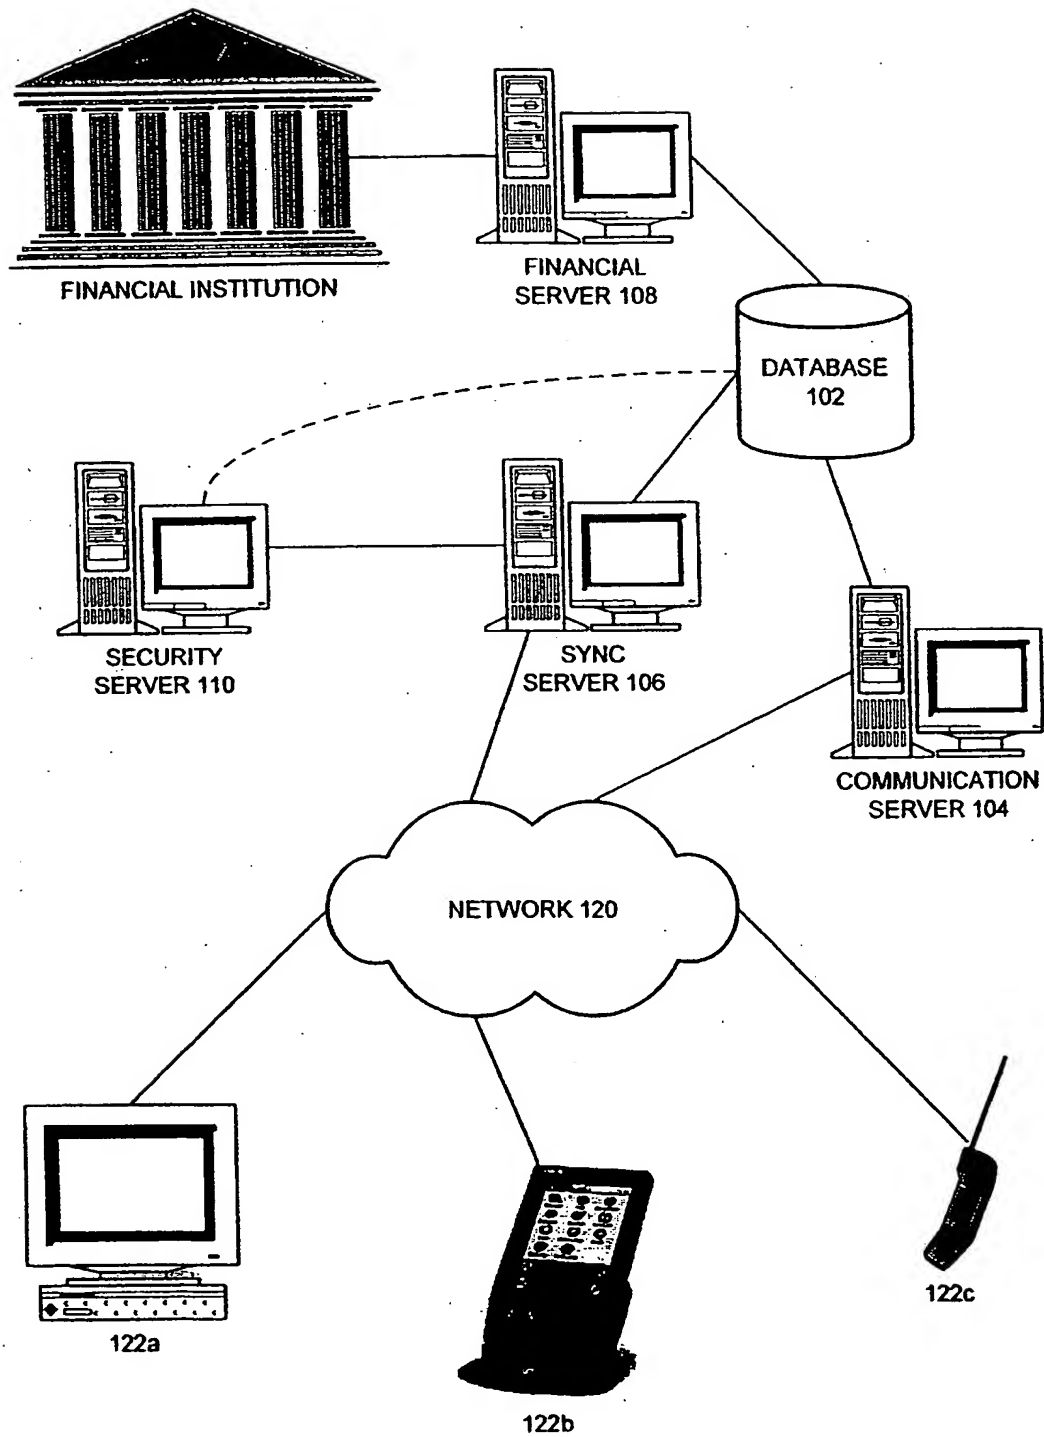 FINANCIAL INSTITUTION
FINANCIAL
SERVER 108
DATABASE
102
SECURITY
SERVER 110
SYNC
SERVER 106
COMMUNICATION
SERVER 104
NETWORK 120
122a
122b
122c